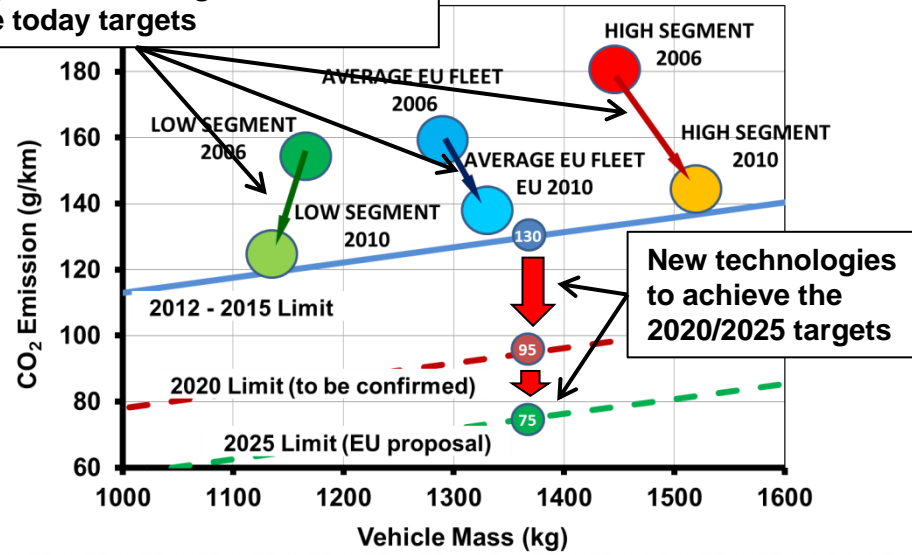 e today targets
HIGH SEGMENT
2006
AVERAGE EU FLEET
2006
LOW SEGMENT
2006
HIGH SEGMENT
2010
AVERAGE EU FLEET
EU 2010
LOW SEGMENT
2010
130
New technologies
to achieve the
2020/2025 targets
2012 - 2015 Limit
95
2020 Limit (to be confirmed)
75
2025 Limit (EU proposal)
180
160
140
120
100
80
60
CO₂ Emission (g/km)
1000 1100 1200 1300 1400 1500 1600
Vehicle Mass (kg)